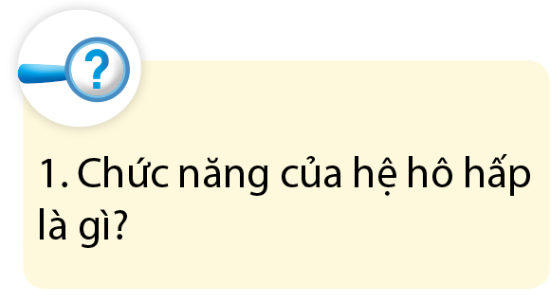 ?
1. Chức năng của hệ hô hấp
là gì?